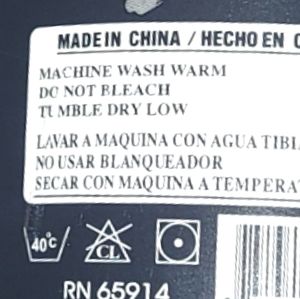 MADE IN CHINA / HECHO EN
MACHINE WASH WARM
DO NOT BLEACH
TUMBLE DRY LOW
LAVAR A MAQUINA CON AGUA
NO USAR BLANQUEADOR
SECAR CON MAQUINA A
40°C CL
RN 65914